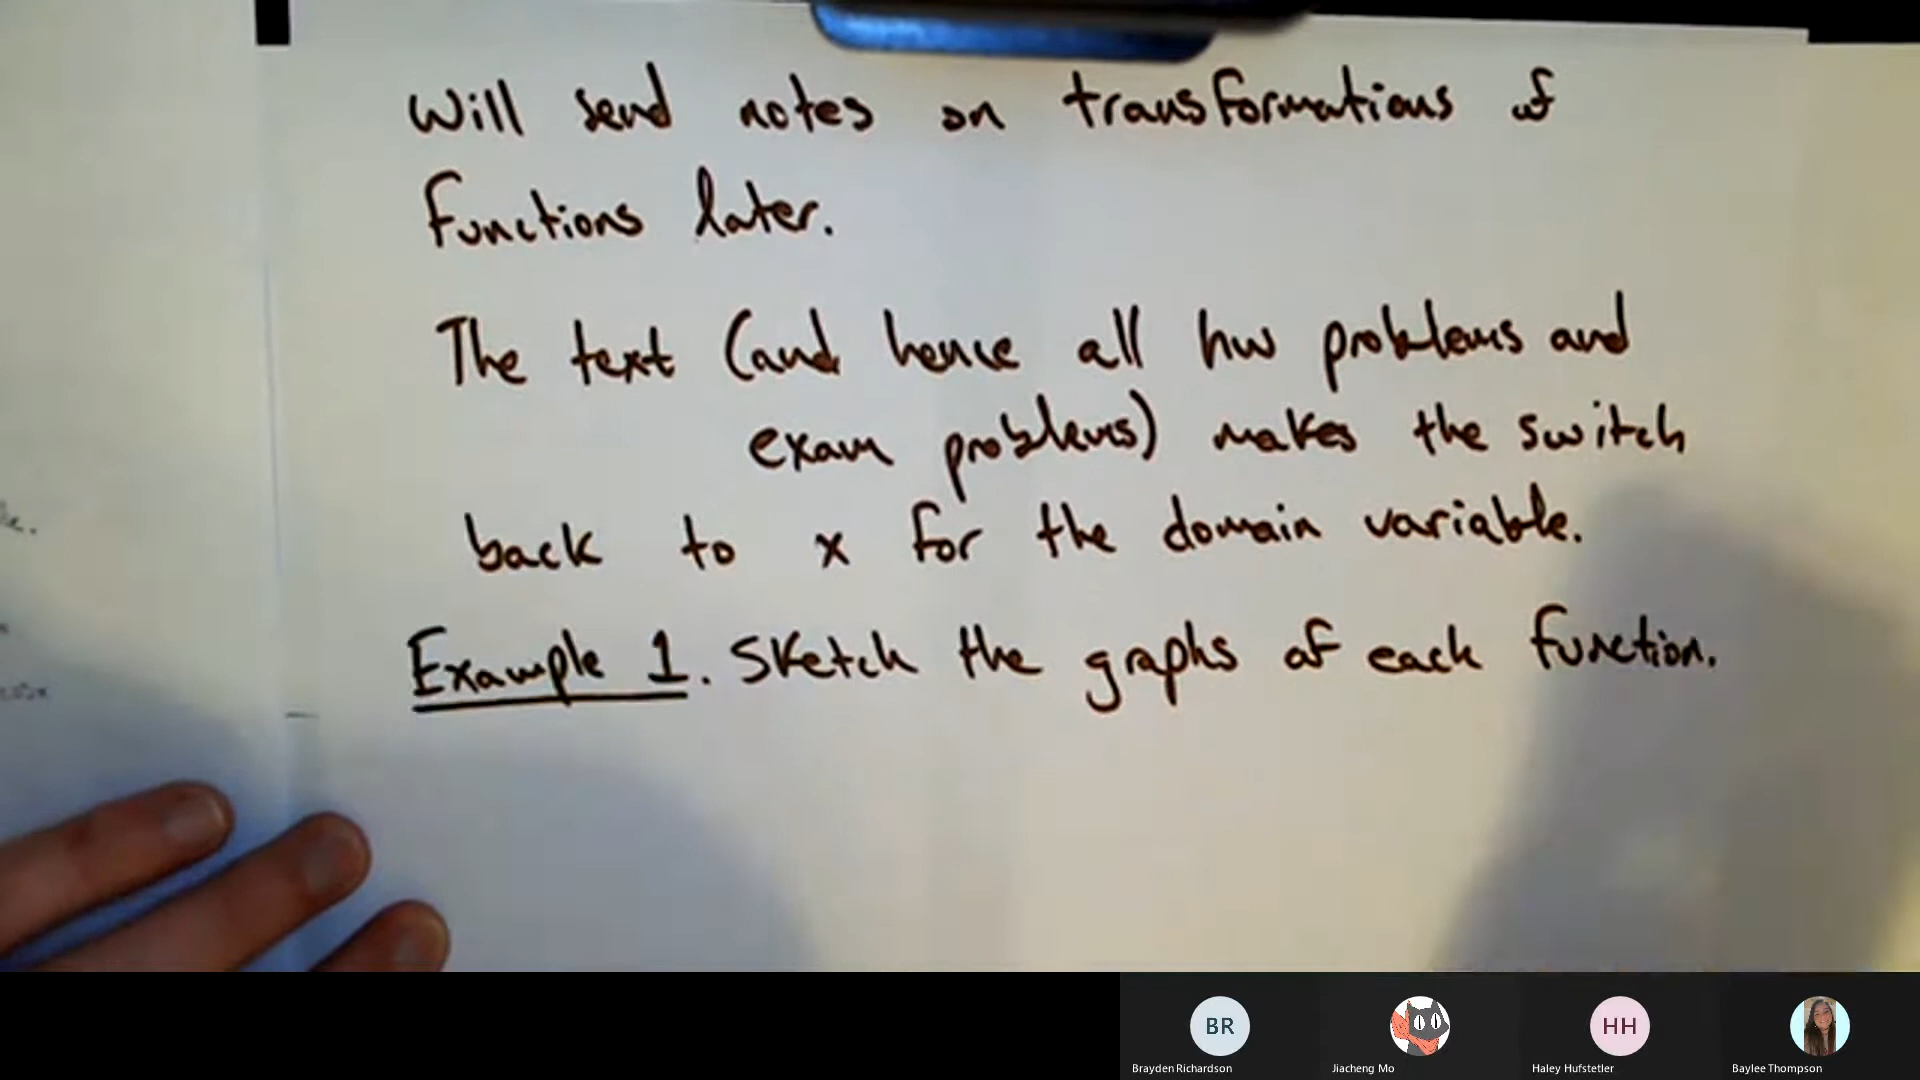 Will send notes on transformations of
functions later.
The text (and hence all hw problems and
exam problems) makes the switch
back to x for the domain variable.
Example 1. Sketch the graphs of each function.
BR
HH
Brayden Richardson
Jiacheng Mo
Haley Hufstetler
Baylee Thompson